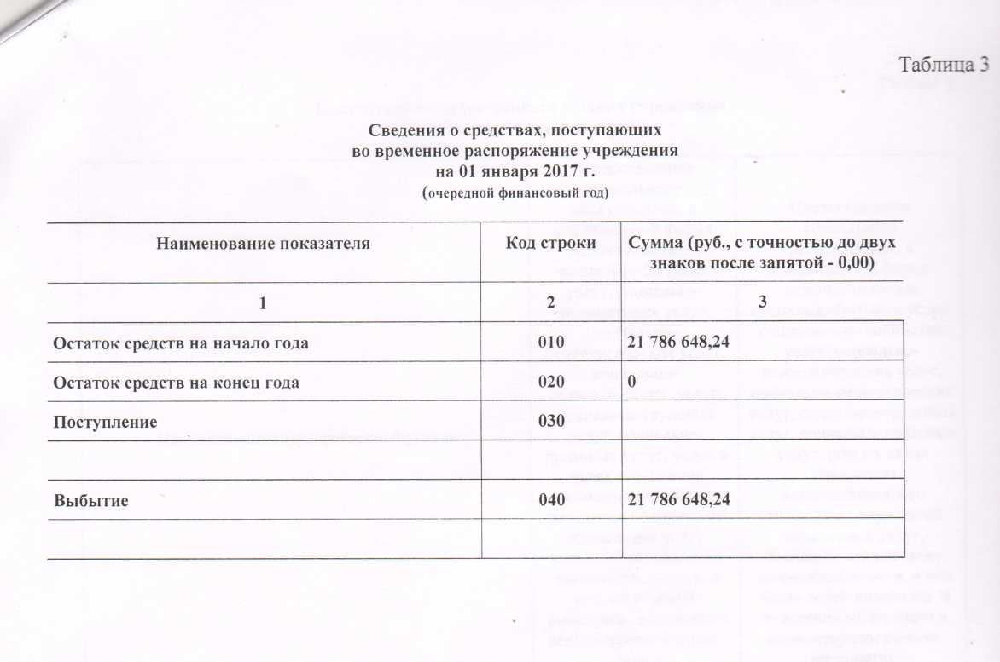 Таблица 3
Сведения о средствах, поступающих
во временное распоряжение учреждения
на 01 января 2017 г.
(очередной финансовый год)
Наименование показателя Код строки Сумма (руб., с точностью до двух
знаков после запятой - 0,00)
1 2 3
Остаток средств на начало года 010 21 786 648,24
Остаток средств на конец года 020 0
Поступление 030
Выбытие 040 21 786 648,24